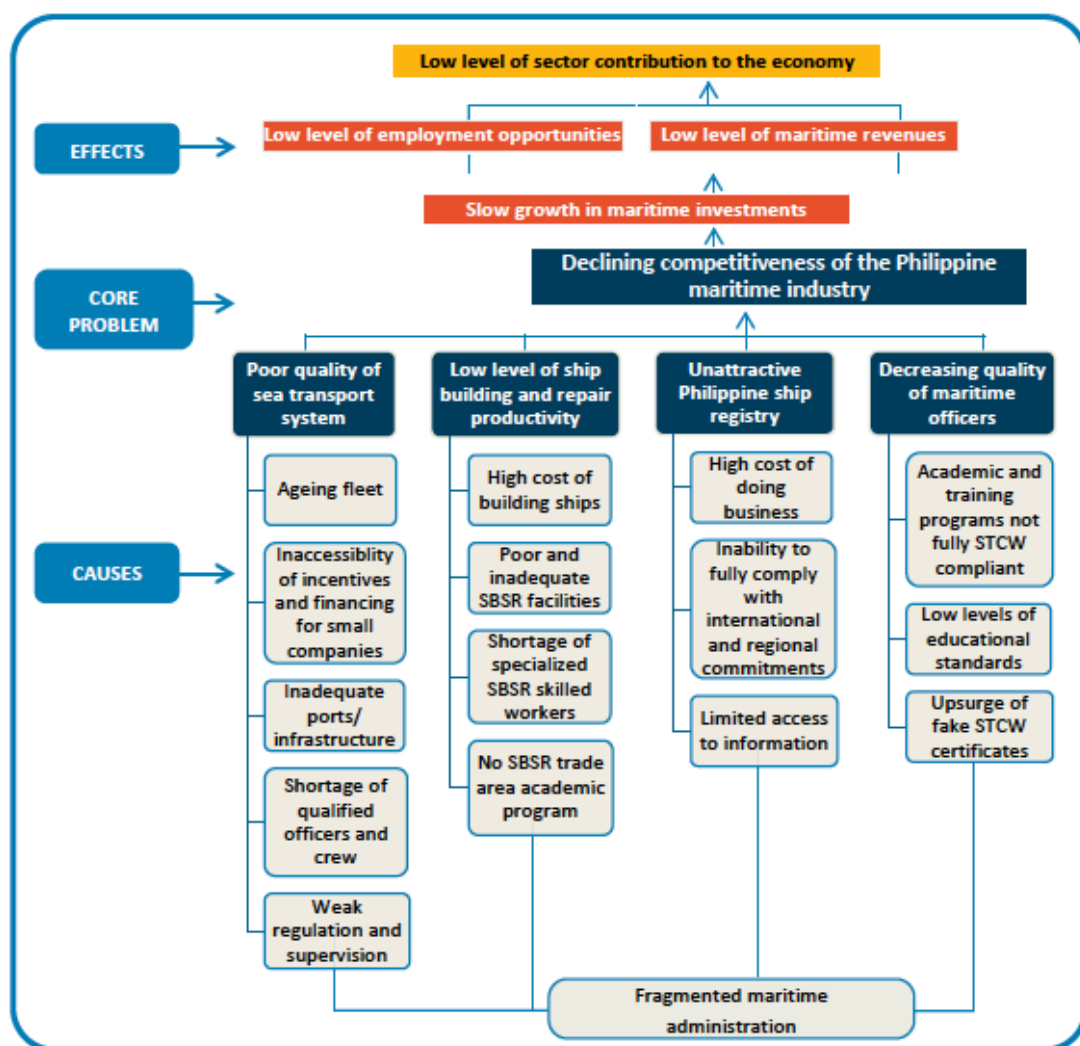 Low level of sector contribution to the economy
EFFECTS
Low level of employment opportunities
Low level of maritime revenues
Slow growth in maritime investments
CORE
PROBLEM
Declining competitiveness of the Philippine
maritime industry
Poor quality of
sea transport
system
Low level of ship
building and repair
productivity
Unattractive
Philippine ship
registry
Decreasing quality
of maritime
officers
CAUSES
Ageing fleet
Inaccessiblity
of incentives
and financing
for small
companies
Inadequate
ports/
infrastructure
Shortage of
qualified
officers and
crew
Weak
regulation and
supervision
High cost of
building ships
Poor and
inadequate
SBSR facilities
Shortage of
specialized
SBSR skilled
workers
No SBSR trade
area academic
program
High cost of
doing
business
Inability to
fully comply
with
international
and regional
commitments
Limited access
to information
Academic and
training
programs not
fully STCW
compliant
Low levels of
educational
standards
Upsurge of
fake STCW
certificates
Fragmented maritime
administration